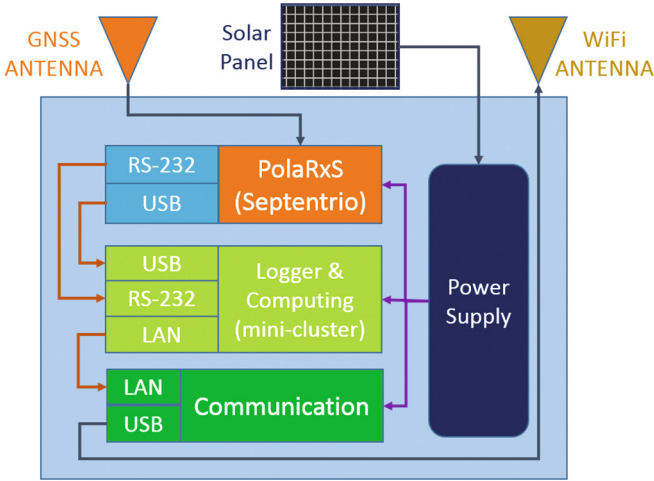 GNSS
ANTENNA
Solar
Panel
WiFi
ANTENNA
RS-232
USB
PolaRxS
(Septentrio)
USB
RS-232
LAN
Logger &
Computing
(mini-cluster)
Power
Supply
LAN
USB
Communication